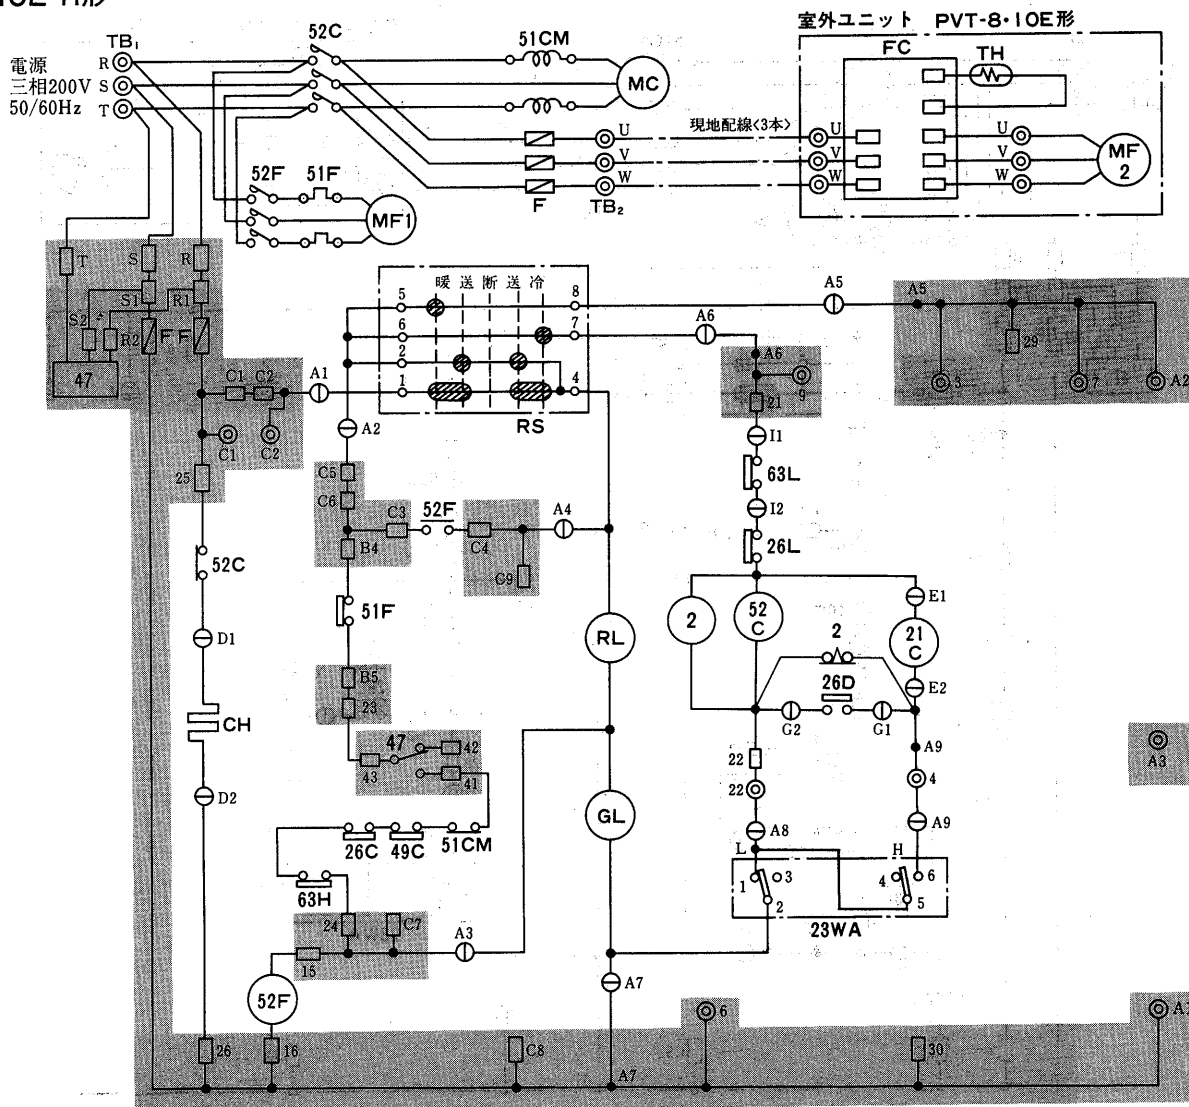 室外ユニット PVT-8・10E形
電源
三相200V
50/60Hz
TB1
R
S
T
52C
51CM
MC
FC
TH
現地配線<3本>
U
V
W
F
TB2
U
V
W
U
V
W
MF
2
52F
51F
MF1
T
S
R
S1
R1
S2
R2
F F
47
暖 送 断 送 冷
5
6
2
1
8
7
4
RS
A5
A5
A6
A6
9
21
3
29
7
A2
C1
C2
A1
C1
C2
25
A2
C5
C6
C3
52F
C4
A4
B4
C9
I1
63L
I2
26L
52C
D1
CH
D2
51F
B5
23
47
42
43
41
26C
49C
51CM
63H
24
C7
A3
15
52F
RL
GL
2
52
C
E1
21
C
E2
2
26D
G2
G1
22
22
A8
A9
4
A9
L
H
1
3
2
4
6
5
23WA
A3
A7
26
16
C8
A7
6
30